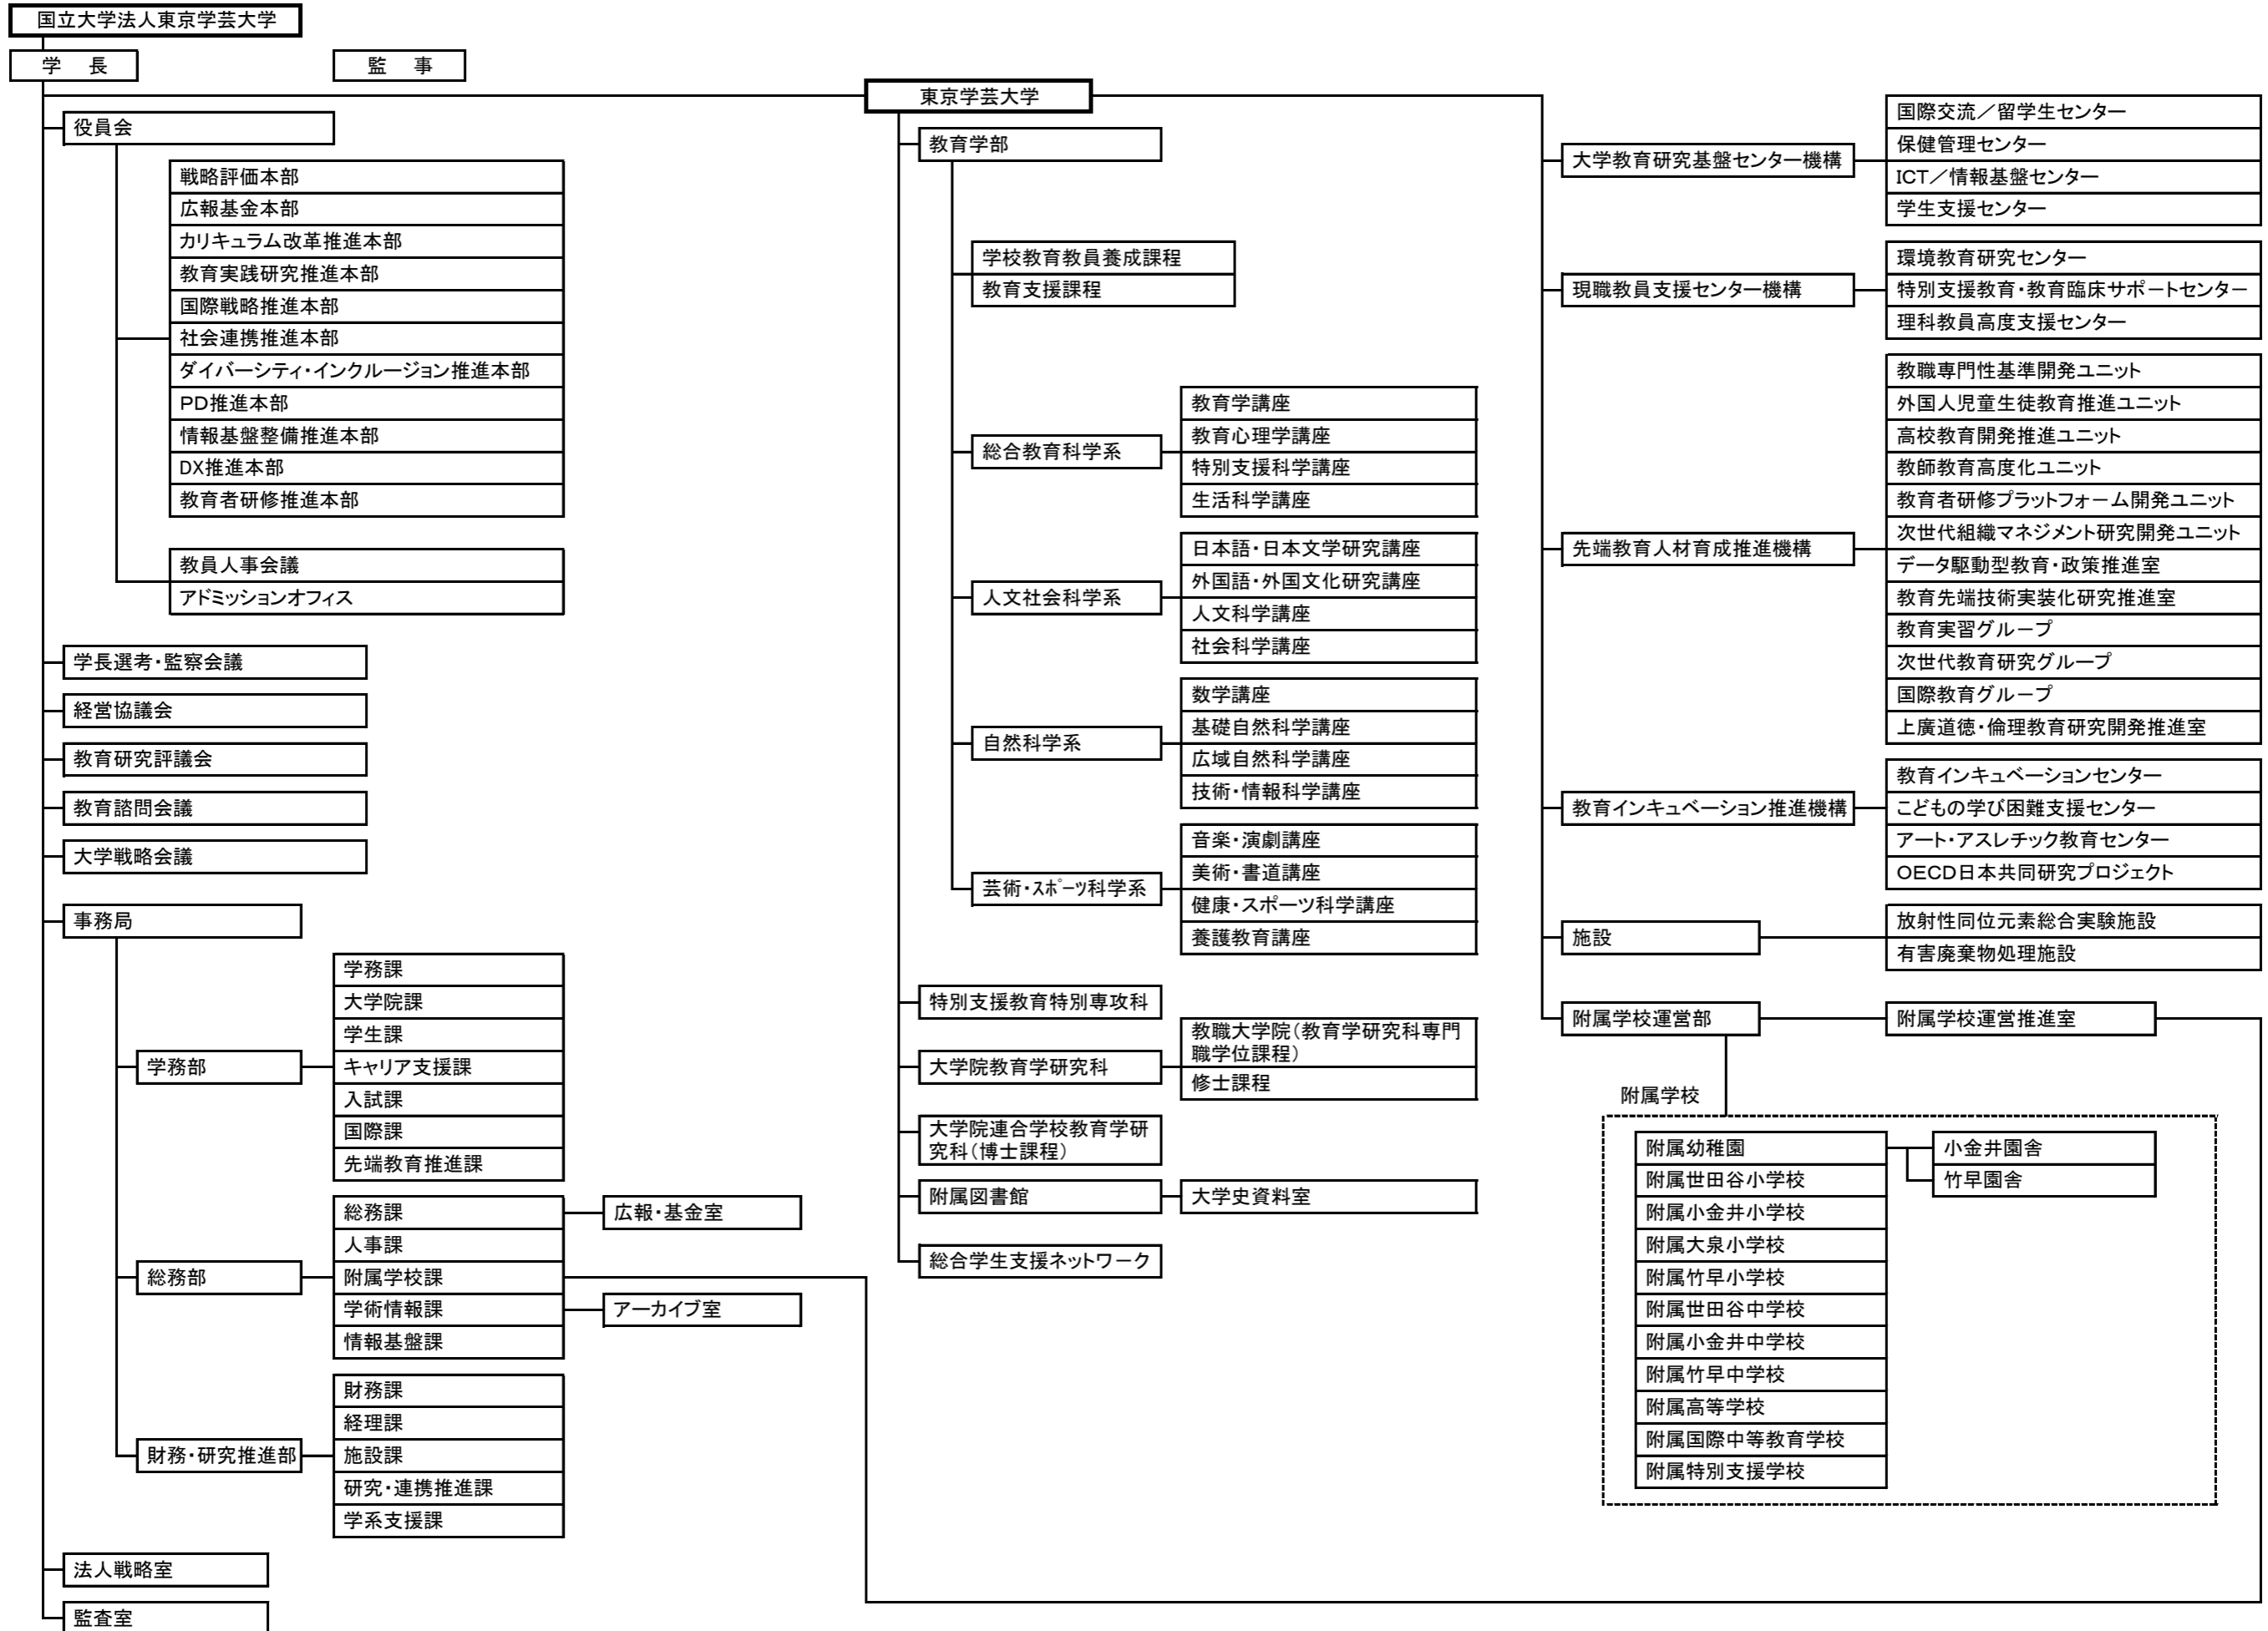 国立大学法人東京学芸大学
学　長
監　事
役員会
戦略評価本部
広報基金本部
カリキュラム改革推進本部
教育実践研究推進本部
国際戦略推進本部
社会連携推進本部
ダイバーシティ・インクルージョン推進本部
PD推進本部
情報基盤整備推進本部
DX推進本部
教育者研修推進本部
教員人事会議
アドミッションオフィス
学長選考・監察会議
経営協議会
教育研究評議会
教育諮問会議
大学戦略会議
事務局
学務部
学務課
大学院課
学生課
キャリア支援課
入試課
国際課
先端教育推進課
総務部
総務課
広報・基金室
人事課
附属学校課
学術情報課
アーカイブ室
情報基盤課
財務・研究推進部
財務課
経理課
施設課
研究・連携推進課
学系支援課
法人戦略室
監査室
東京学芸大学
教育学部
学校教育教員養成課程
教育支援課程
総合教育科学系
教育学講座
教育心理学講座
特別支援科学講座
生活科学講座
人文社会科学系
日本語・日本文学研究講座
外国語・外国文化研究講座
人文科学講座
社会科学講座
自然科学系
数学講座
基礎自然科学講座
広域自然科学講座
技術・情報科学講座
芸術・スポーツ科学系
音楽・演劇講座
美術・書道講座
健康・スポーツ科学講座
養護教育講座
特別支援教育特別専攻科
大学院教育学研究科
教職大学院（教育学研究科専門
職学位課程）
修士課程
大学院連合学校教育学研
究科（博士課程）
附属図書館
大学史資料室
総合学生支援ネットワーク
大学教育研究基盤センター機構
国際交流／留学生センター
保健管理センター
ICT／情報基盤センター
学生支援センター
現職教員支援センター機構
環境教育研究センター
特別支援教育・教育臨床サポートセンター
理科教員高度支援センター
先端教育人材育成推進機構
教職専門性基準開発ユニット
外国人児童生徒教育推進ユニット
高校教育開発推進ユニット
教師教育高度化ユニット
教育者研修プラットフォーム開発ユニット
次世代組織マネジメント研究開発ユニット
データ駆動型教育・政策推進室
教育先端技術実装化研究推進室
教育実習グループ
次世代教育研究グループ
国際教育グループ
上廣道徳・倫理教育研究開発推進室
教育インキュベーション推進機構
教育インキュベーションセンター
こどもの学び困難支援センター
アート・アスレチック教育センター
OECD日本共同研究プロジェクト
施設
放射性同位元素総合実験施設
有害廃棄物処理施設
附属学校運営部
附属学校運営推進室
附属学校
附属幼稚園
小金井園舎
竹早園舎
附属世田谷小学校
附属小金井小学校
附属大泉小学校
附属竹早小学校
附属世田谷中学校
附属小金井中学校
附属竹早中学校
附属高等学校
附属国際中等教育学校
附属特別支援学校